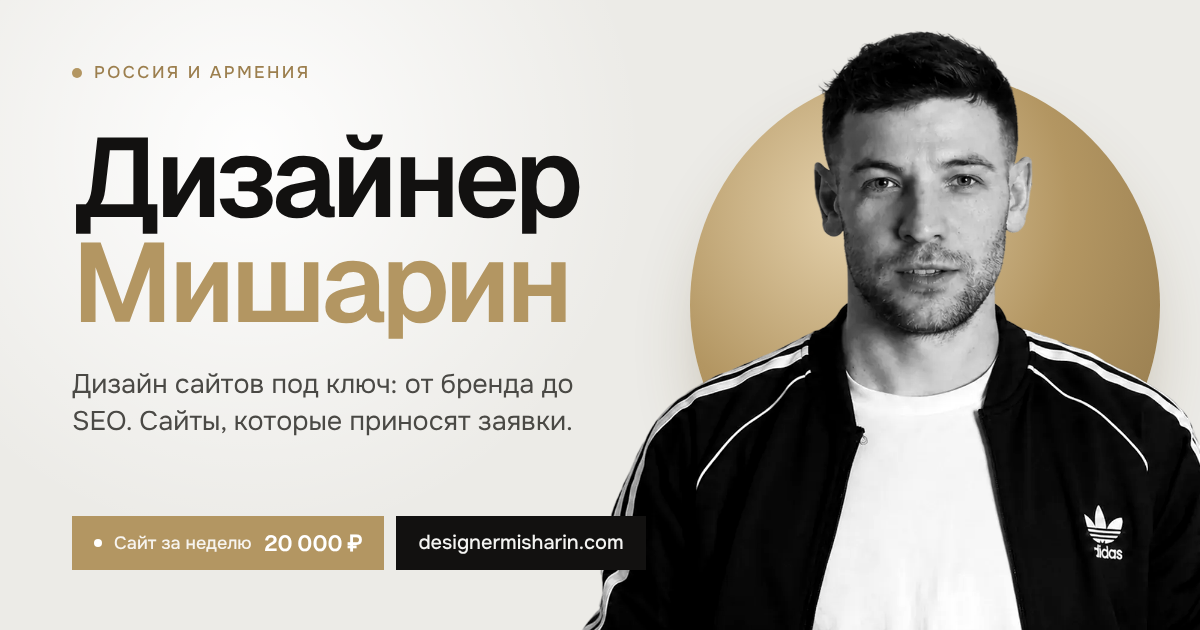 РОССИЯ И АРМЕНИЯ
Дизайнер
Мишарин
Дизайн сайтов под ключ: от бренда до
SEO. Сайты, которые приносят заявки.
Сайт за неделю 20 000 ₽
designermisharin.com
adidas